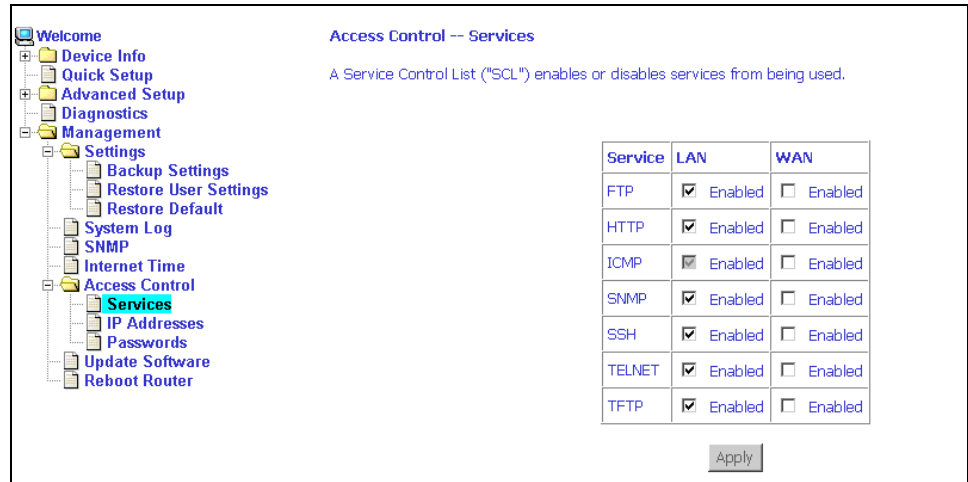 Welcome
Device Info
Quick Setup
Advanced Setup
Diagnostics
Management
Settings
Backup Settings
Restore User Settings
Restore Default
System Log
SNMP
Internet Time
Access Control
Services
IP Addresses
Passwords
Update Software
Reboot Router
Access Control -- Services
A Service Control List ("SCL") enables or disables services from being used.
Service LAN WAN
FTP Enabled Enabled
HTTP Enabled Enabled
ICMP Enabled Enabled
SNMP Enabled Enabled
SSH Enabled Enabled
TELNET Enabled Enabled
TFTP Enabled Enabled
Apply